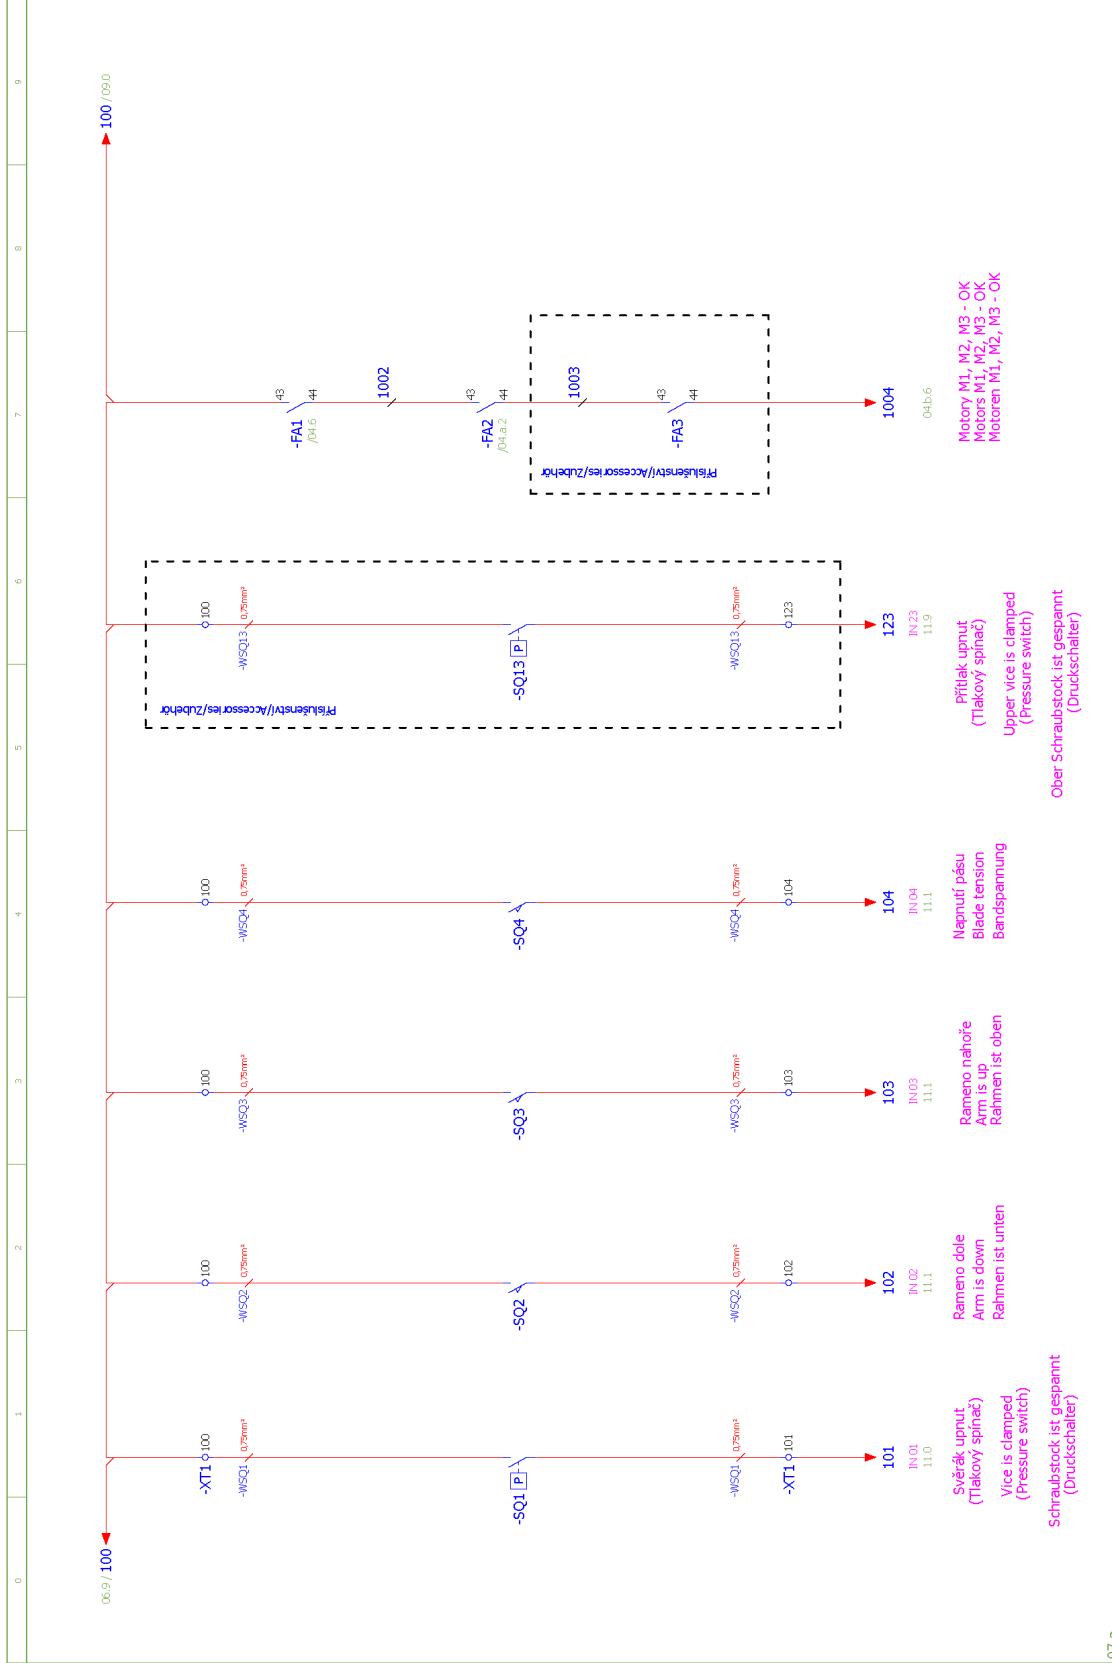 0
1
2
3
4
5
6
7
8
9
06.9 / 100
100 / 09.0
-XT1
100
-WSQ1
0,75mm²
-SQ1
P
-WSQ1
0,75mm²
-XT1
101
101
IN 01
11.0
Svěrák upnut
(Tlakový spínač)
Vice is clamped
(Pressure switch)
Schraubstock ist gespannt
(Druckschalter)
100
-WSQ2
0,75mm²
-SQ2
-WSQ2
0,75mm²
102
102
IN 02
11.1
Rameno dole
Arm is down
Rahmen ist unten
100
-WSQ3
0,75mm²
-SQ3
-WSQ3
0,75mm²
103
103
IN 03
11.1
Rameno nahoře
Arm is up
Rahmen ist oben
100
-WSQ4
0,75mm²
-SQ4
-WSQ4
0,75mm²
104
104
IN 04
11.1
Napnutí pásu
Blade tension
Bandspannung
Příslušenství/Accessories/Zubehör
100
-WSQ13
0,75mm²
-SQ13
P
-WSQ13
0,75mm²
123
123
IN 23
11.9
Přítlak upnut
(Tlakový spínač)
Upper vice is clamped
(Pressure switch)
Ober Schraubstock ist gespannt
(Druckschalter)
43
-FA1
44
/04.6
1002
43
-FA2
44
/04.a.2
Příslušenství/Accessories/Zubehör
1003
43
-FA3
44
1004
04.b.6
Motory M1, M2, M3 - OK
Motors M1, M2, M3 - OK
Motoren M1, M2, M3 - OK